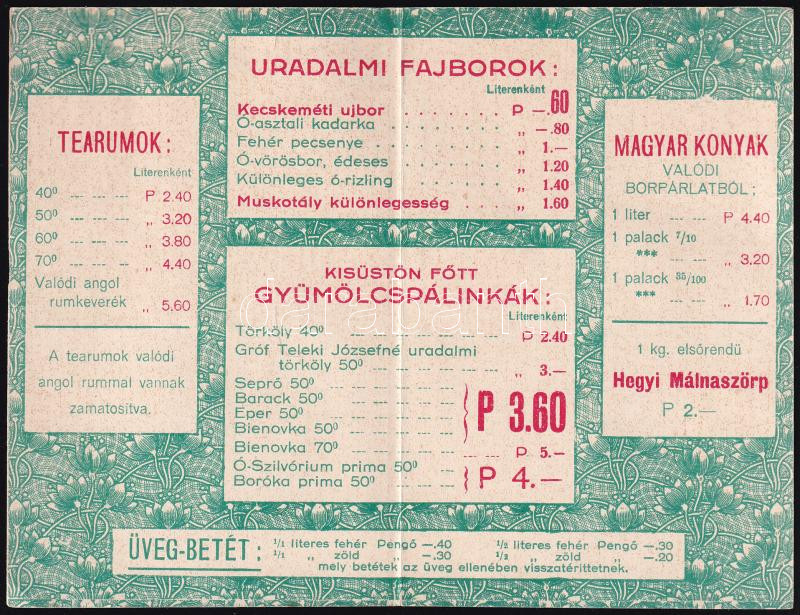 URADALMI FAJBOROK:
Literenként
Kecskeméti ujbor . . . . . . . P —.60
Ó-asztali kadarka . . . . . . . „ —.80
Fehér pecsenye . . . . . . . „ 1.—
Ó-vörösbor, édeses . . . . . . „ 1.20
Különleges ó-rizling . . . . . . „ 1.40
Muskotály különlegesség . . . „ 1.60
TEARUMOK:
Literenként
40⁰ --- --- --- P 2.40
50⁰ --- --- --- „ 3.20
60⁰ --- --- --- „ 3.80
70⁰ --- --- --- „ 4.40
Valódi angol
rumkeverék „ 5.60
A tearumok valódi
angol rummal vannak
zamatositva.
KISÜSTÖN FŐTT
GYÜMÖLCSPÁLINKÁK:
Literenként
Törköly 40⁰ --- --- --- --- --- P 2.40
Gróf Teleki Józsefné uradalmi
törköly 50⁰ --- --- --- „ 3.—
Seprő 50⁰ --- --- --- ---
Barack 50⁰ --- --- --- ---
Eper 50⁰ --- --- --- ---
Bienovka 50⁰ --- --- --- ---
P 3.60
Bienovka 70⁰ --- --- --- --- --- P 5.—
Ó-Szilvórium prima 50⁰ ---
Boróka prima 50⁰ --- ---
P 4.—
MAGYAR KONYAK
VALÓDI
BORPÁRLATBÓL;
1 liter --- --- P 4.40
1 palack 7/10
*** --- --- „ 3.20
1 palack 35/100
*** --- --- „ 1.70
1 kg. elsőrendü
Hegyi Málnaszörp
P 2.—
ÜVEG-BETÉT:
1/1 literes fehér Pengő —.40 1/2 literes fehér Pengő —.30
1/1 „ zöld „ —.30 1/2 „ zöld „ —.20
mely betétek az üveg ellenében visszatérittetnek.
darabanth